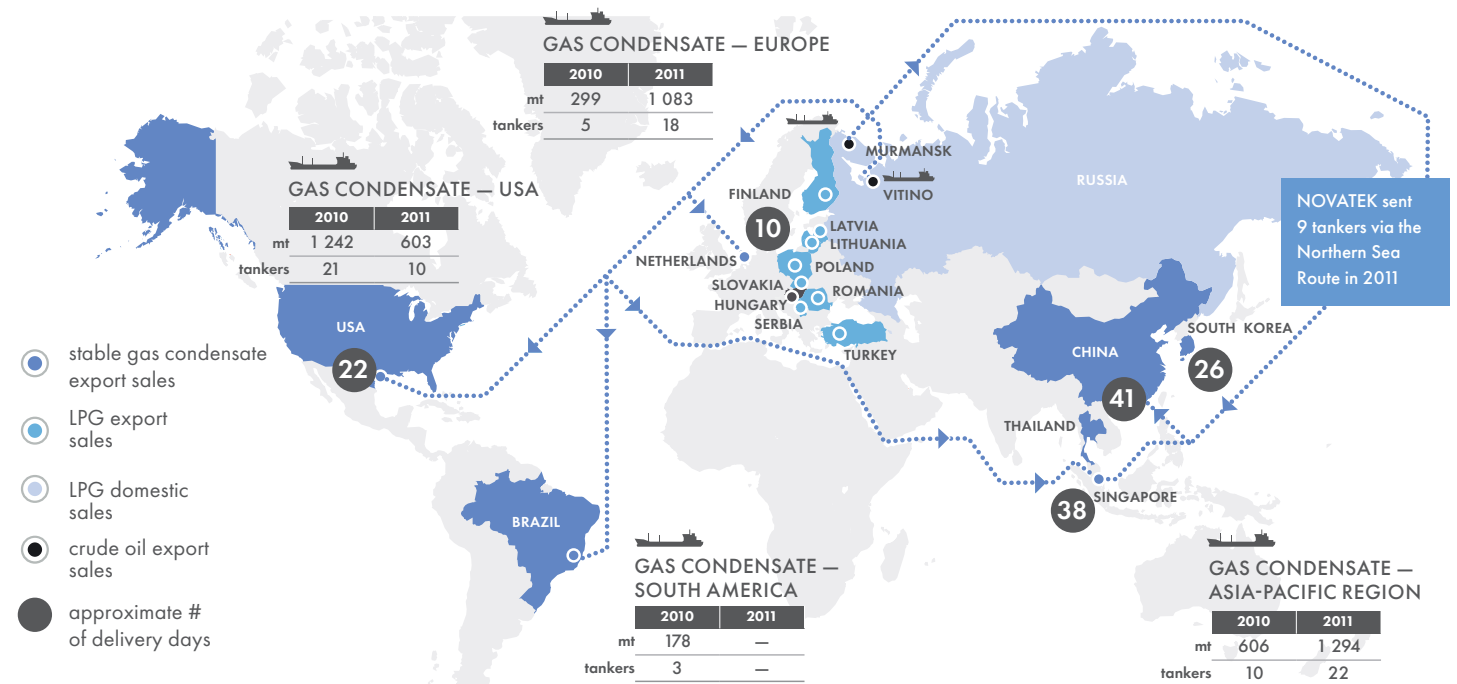 GAS CONDENSATE — EUROPE
2010 2011
mt 299 1 083
tankers 5 18
GAS CONDENSATE — USA
2010 2011
mt 1 242 603
tankers 21 10
MURMANSK
VITINO
RUSSIA
FINLAND
10
LATVIA
LITHUANIA
NETHERLANDS
POLAND
SLOVAKIA
ROMANIA
HUNGARY
SERBIA
TURKEY
NOVATEK sent
9 tankers via the
Northern Sea
Route in 2011
USA
22
SOUTH KOREA
26
CHINA
41
THAILAND
SINGAPORE
38
BRAZIL
stable gas condensate
export sales
LPG export
sales
LPG domestic
sales
crude oil export
sales
approximate #
of delivery days
GAS CONDENSATE —
SOUTH AMERICA
2010 2011
mt 178 —
tankers 3 —
GAS CONDENSATE —
ASIA-PACIFIC REGION
2010 2011
mt 606 1 294
tankers 10 22